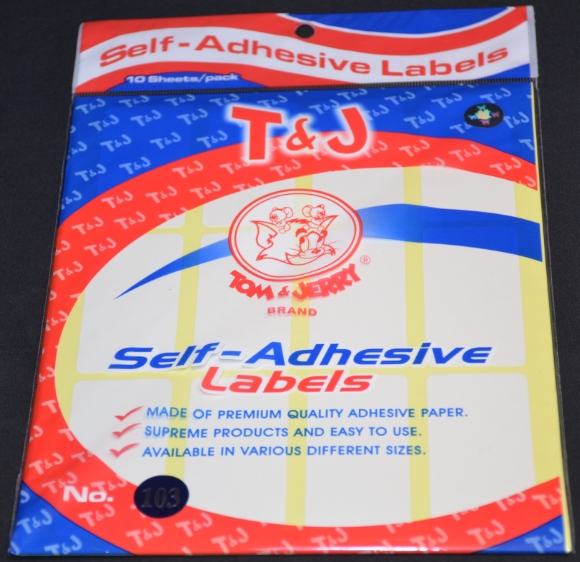 Self-Adhesive Labels
10 Sheets/pack
T&J
TOM & JERRY ®
BRAND
Self-Adhesive
Labels
MADE OF PREMIUM QUALITY ADHESIVE PAPER.
SUPREME PRODUCTS AND EASY TO USE.
AVAILABLE IN VARIOUS DIFFERENT SIZES.
No. 103